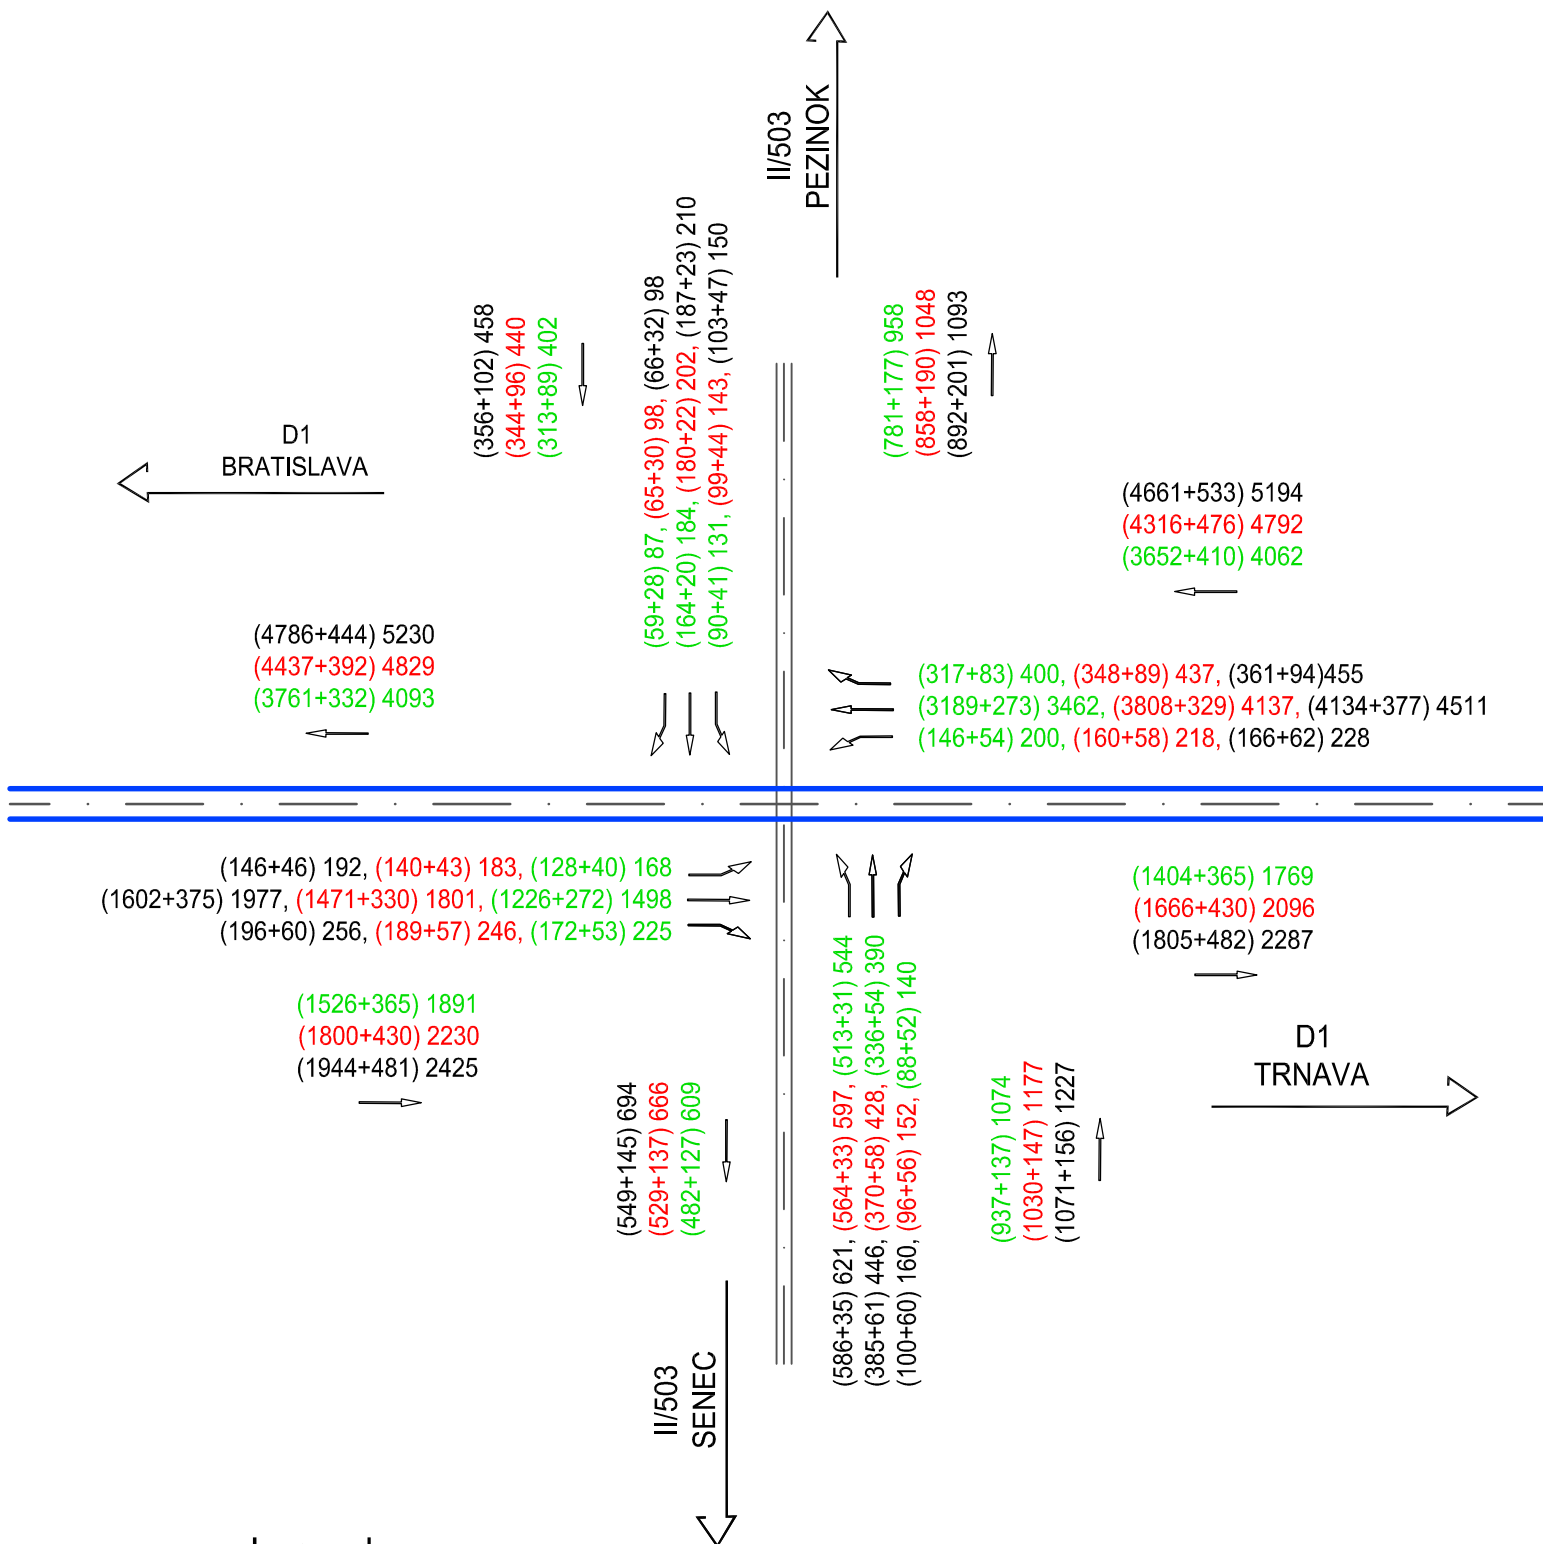 II/503
PEZINOK
(356+102) 458
(344+96) 440
(313+89) 402
(59+28) 87, (65+30) 98, (66+32) 98
(164+20) 184, (180+22) 202, (187+23) 210
(90+41) 131, (99+44) 143, (103+47) 150
(781+177) 958
(858+190) 1048
(892+201) 1093
D1
BRATISLAVA
(4661+533) 5194
(4316+476) 4792
(3652+410) 4062
(4786+444) 5230
(4437+392) 4829
(3761+332) 4093
(317+83) 400, (348+89) 437, (361+94)455
(3189+273) 3462, (3808+329) 4137, (4134+377) 4511
(146+54) 200, (160+58) 218, (166+62) 228
(146+46) 192, (140+43) 183, (128+40) 168
(1602+375) 1977, (1471+330) 1801, (1226+272) 1498
(196+60) 256, (189+57) 246, (172+53) 225
(1404+365) 1769
(1666+430) 2096
(1805+482) 2287
(1526+365) 1891
(1800+430) 2230
(1944+481) 2425
(549+145) 694
(529+137) 666
(482+127) 609
(586+35) 621, (564+33) 597, (513+31) 544
(385+61) 446, (370+58) 428, (336+54) 390
(100+60) 160, (96+56) 152, (88+52) 140
(937+137) 1074
(1030+147) 1177
(1071+156) 1227
D1
TRNAVA
II/503
SENEC